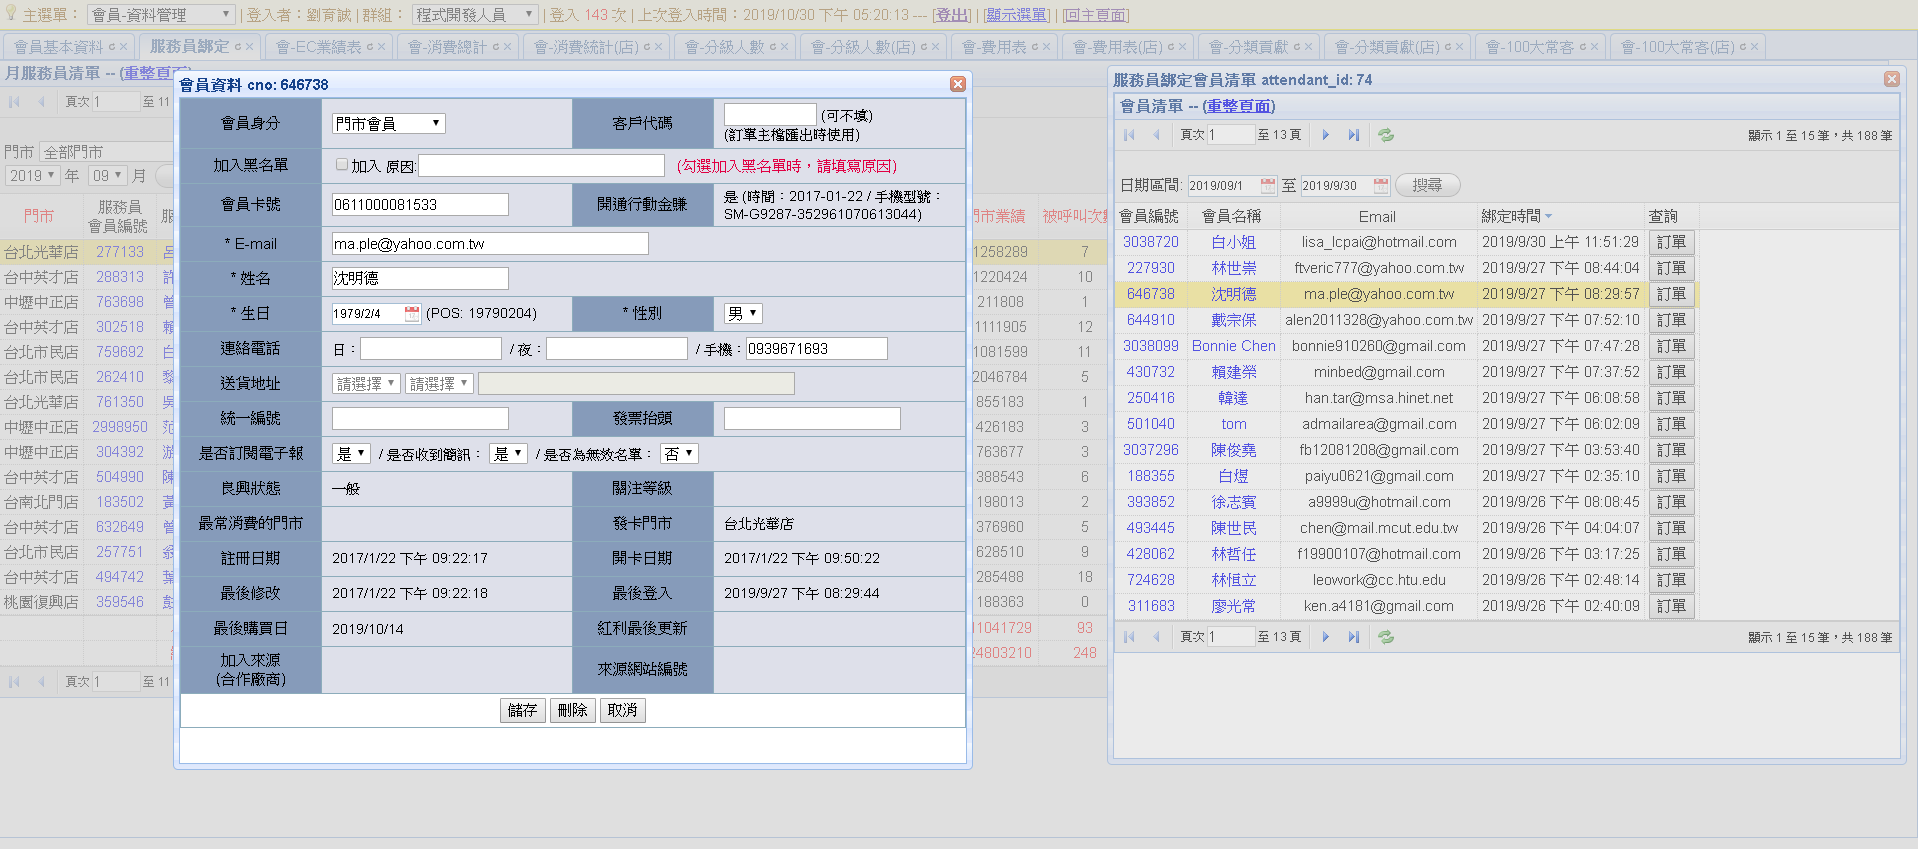 主選單： 會員-資料管理 | 登入者：劉育誠 | 群組： 程式開發人員 | 登入 143 次 | 上次登入時間：2019/10/30 下午 05:20:13 --- [登出] | [顯示選單] | [回主頁面]
會員基本資料 服務員綁定 會-EC業績表 會-消費總計 會-消費統計(店) 會-分級人數 會-分級人數(店) 會-費用表 會-費用表(店) 會-分類貢獻 會-分類貢獻(店) 會-100大常客 會-100大常客(店)
月服務員清單 -- (重整頁面)
頁次 1 至 11
門市 全部門市
2019 年 09 月
門市 服務員會員編號 門市業績 被呼叫次數
台北光華店 277133 1258289 7
台中英才店 288313 1220424 10
中壢中正店 763698 211808 1
台中英才店 302518 1111905 12
台北市民店 759692 1081599 11
台北市民店 262410 2046784 5
台北光華店 761350 855183 1
中壢中正店 2998950 426183 3
中壢中正店 304392 763677 3
台中英才店 504990 388543 6
台南北門店 183502 198013 2
台中英才店 632649 376960 5
台北市民店 257751 628510 9
台中英才店 494742 285488 18
桃園復興店 359546 188363 0
11041729 93
24803210 248
頁次 1 至 11
會員資料 cno: 646738
會員身分 門市會員 客戶代碼 (可不填)
(訂單主檔匯出時使用)
加入黑名單 加入 原因: (勾選加入黑名單時，請填寫原因)
會員卡號 0611000081533 開通行動金賺 是 (時間：2017-01-22 / 手機型號：
SM-G9287-352961070613044)
* E-mail ma.ple@yahoo.com.tw
* 姓名 沈明德
* 生日 1979/2/4 (POS: 19790204) * 性別 男
連絡電話 日： / 夜： / 手機：0939671693
送貨地址 請選擇 請選擇
統一編號 發票抬頭
是否訂閱電子報 是 / 是否收到簡訊： 是 / 是否為無效名單： 否
良興狀態 一般 關注等級
最常消費的門市 發卡門市 台北光華店
註冊日期 2017/1/22 下午 09:22:17 開卡日期 2017/1/22 下午 09:50:22
最後修改 2017/1/22 下午 09:22:18 最後登入 2019/9/27 下午 08:29:44
最後購買日 2019/10/14 紅利最後更新
加入來源
(合作廠商) 來源網站編號
儲存 刪除 取消
服務員綁定會員清單 attendant_id: 74
會員清單 -- (重整頁面)
頁次 1 至 13 頁 顯示 1 至 15 筆，共 188 筆
日期區間: 2019/09/1 至 2019/9/30 搜尋
會員編號 會員名稱 Email 綁定時間 查詢
3038720 白小姐 lisa_lcpai@hotmail.com 2019/9/30 上午 11:51:29 訂單
227930 林世崇 ftveric777@yahoo.com.tw 2019/9/27 下午 08:44:04 訂單
646738 沈明德 ma.ple@yahoo.com.tw 2019/9/27 下午 08:29:57 訂單
644910 戴宗保 alen2011328@yahoo.com.tw 2019/9/27 下午 07:52:10 訂單
3038099 Bonnie Chen bonnie910260@gmail.com 2019/9/27 下午 07:47:28 訂單
430732 賴建榮 minbed@gmail.com 2019/9/27 下午 07:37:52 訂單
250416 韓達 han.tar@msa.hinet.net 2019/9/27 下午 06:08:58 訂單
501040 tom admailarea@gmail.com 2019/9/27 下午 06:02:09 訂單
3037296 陳俊堯 fb12081208@gmail.com 2019/9/27 下午 03:53:40 訂單
188355 白煜 paiyu0621@gmail.com 2019/9/27 下午 02:35:10 訂單
393852 徐志賓 a9999u@hotmail.com 2019/9/26 下午 08:08:45 訂單
493445 陳世民 chen@mail.mcut.edu.tw 2019/9/26 下午 04:04:07 訂單
428062 林哲任 f19900107@hotmail.com 2019/9/26 下午 03:17:25 訂單
724628 林恒立 leowork@cc.htu.edu 2019/9/26 下午 02:48:14 訂單
311683 廖光常 ken.a4181@gmail.com 2019/9/26 下午 02:40:09 訂單
頁次 1 至 13 頁 顯示 1 至 15 筆，共 188 筆